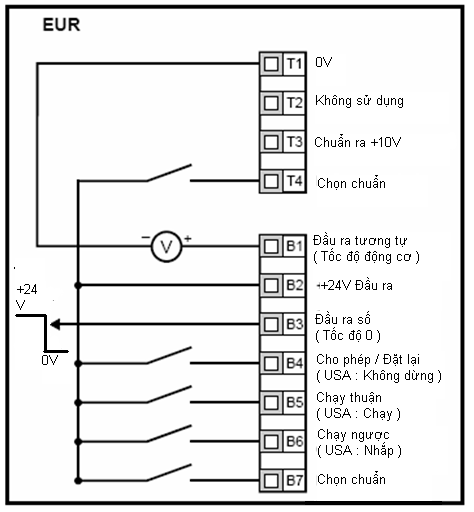 EUR
T1 0V
T2 Không sử dụng
T3 Chuẩn ra +10V
T4 Chọn chuẩn
− V +
B1 Đầu ra tương tự
( Tốc độ động cơ )
B2 ++24V Đầu ra
+24
V
B3 Đầu ra số
( Tốc độ 0 )
0V
B4 Cho phép / Đặt lại
( USA : Không dừng )
B5 Chạy thuận
( USA : Chạy )
B6 Chạy ngược
( USA : Nhắp )
B7 Chọn chuẩn